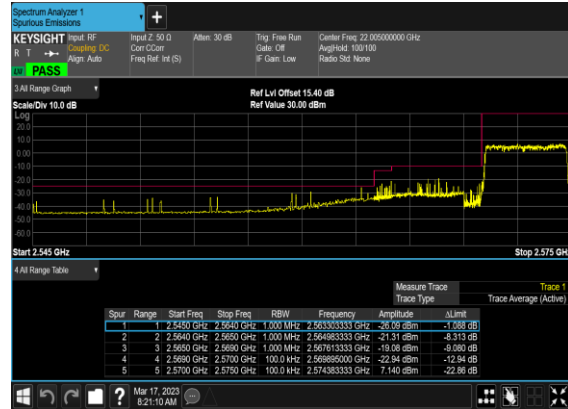 Spectrum Analyzer 1
Spurious Emissions
KEYSIGHT Input: RF Input Z: 50 Ω Atten: 30 dB Trig: Free Run Center Freq: 22.005000000 GHz
R T Coupling: DC Corr CCorr Gate: Off Avg|Hold: 100/100
Align: Auto Freq Ref: Int (S) IF Gain: Low Radio Std: None
PASS
3 All Range Graph Ref Lvl Offset 15.40 dB
Scale/Div 10.0 dB Ref Value 30.00 dBm
Log
20.0
10.0
0.00
-10.0
-20.0
-30.0
-40.0
-50.0
-60.0
Start 2.545 GHz Stop 2.575 GH
4 All Range Table
Measure Trace Trace 1
Trace Type Trace Average (Active)
Spur Range Start Freq Stop Freq RBW Frequency Amplitude ΔLimit
1 1 2.5450 GHz 2.5640 GHz 1.000 MHz 2.563303333 GHz -26.09 dBm -1.088 dB
2 2 2.5640 GHz 2.5650 GHz 1.000 MHz 2.564983333 GHz -21.31 dBm -8.313 dB
3 3 2.5650 GHz 2.5690 GHz 1.000 MHz 2.567613333 GHz -19.08 dBm -9.080 dB
4 4 2.5690 GHz 2.5700 GHz 100.0 kHz 2.569895000 GHz -22.94 dBm -12.94 dB
5 5 2.5700 GHz 2.5750 GHz 100.0 kHz 2.574383333 GHz 7.140 dBm -22.86 dB
Mar 17, 2023
8:21:10 AM